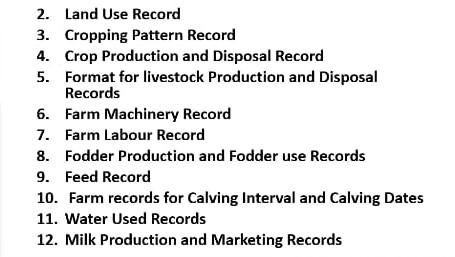 2. Land Use Record
3. Cropping Pattern Record
4. Crop Production and Disposal Record
5. Format for livestock Production and Disposal
Records
6. Farm Machinery Record
7. Farm Labour Record
8. Fodder Production and Fodder use Records
9. Feed Record
10. Farm records for Calving Interval and Calving Dates
11. Water Used Records
12. Milk Production and Marketing Records